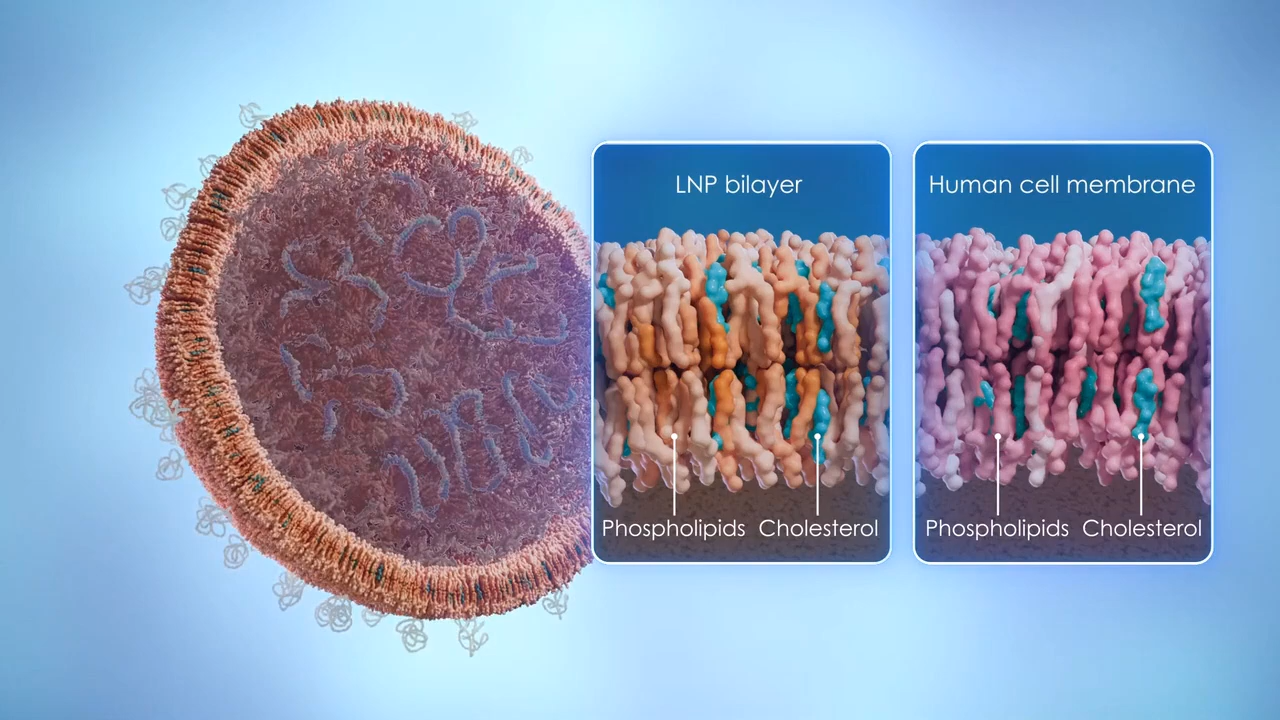 LNP bilayer
Phospholipids
Cholesterol
Human cell membrane
Phospholipids
Cholesterol